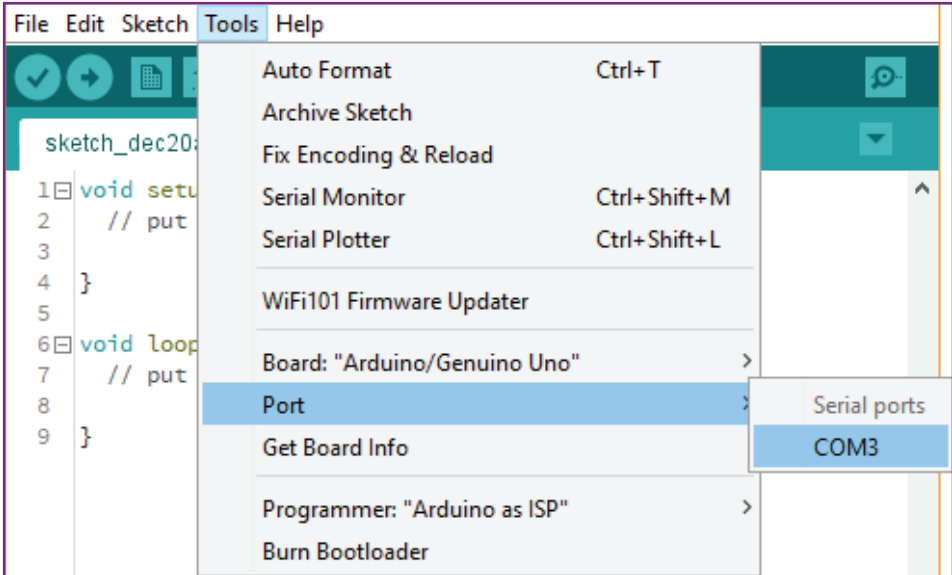 File Edit Sketch Tools Help
Auto Format Ctrl+T
Archive Sketch
sketch_dec20a
Fix Encoding & Reload
1 void setu
Serial Monitor Ctrl+Shift+M
2 // put
Serial Plotter Ctrl+Shift+L
3
4 }
WiFi101 Firmware Updater
5
6 void loop
Board: "Arduino/Genuino Uno"
7 // put
Port
Serial ports
8
9 }
Get Board Info
COM3
Programmer: "Arduino as ISP"
Burn Bootloader